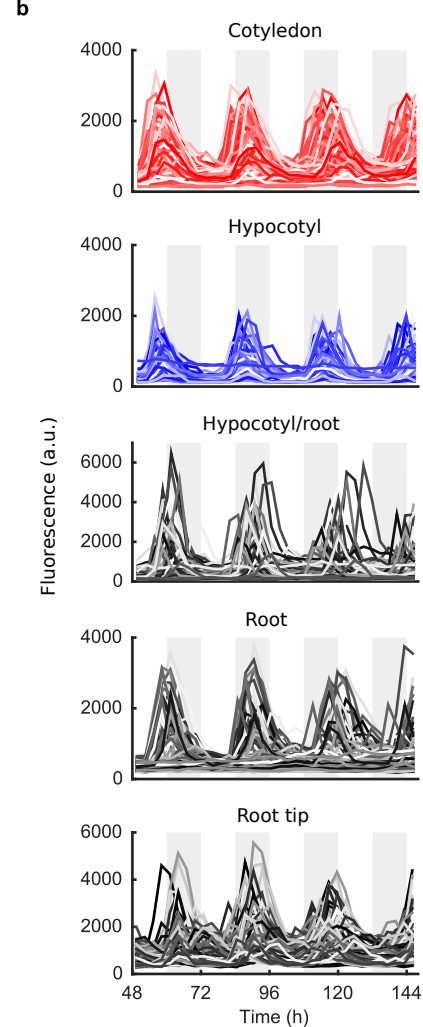 b
Cotyledon
4000
2000
0
Hypocotyl
4000
2000
0
Hypocotyl/root
6000
4000
2000
0
Fluorescence (a.u.)
Root
4000
2000
0
Root tip
6000
4000
2000
0
48 72 96 120 144
Time (h)